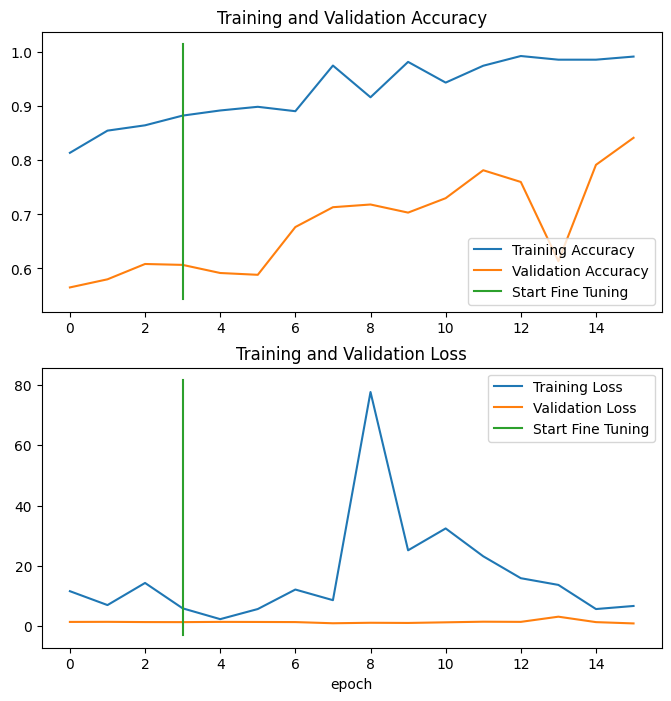 Training and Validation Accuracy
1.0
0.9
0.8
0.7
0.6
Training Accuracy
Validation Accuracy
Start Fine Tuning
0 2 4 6 8 10 12 14
Training and Validation Loss
80
60
40
20
0
Training Loss
Validation Loss
Start Fine Tuning
0 2 4 6 8 10 12 14
epoch